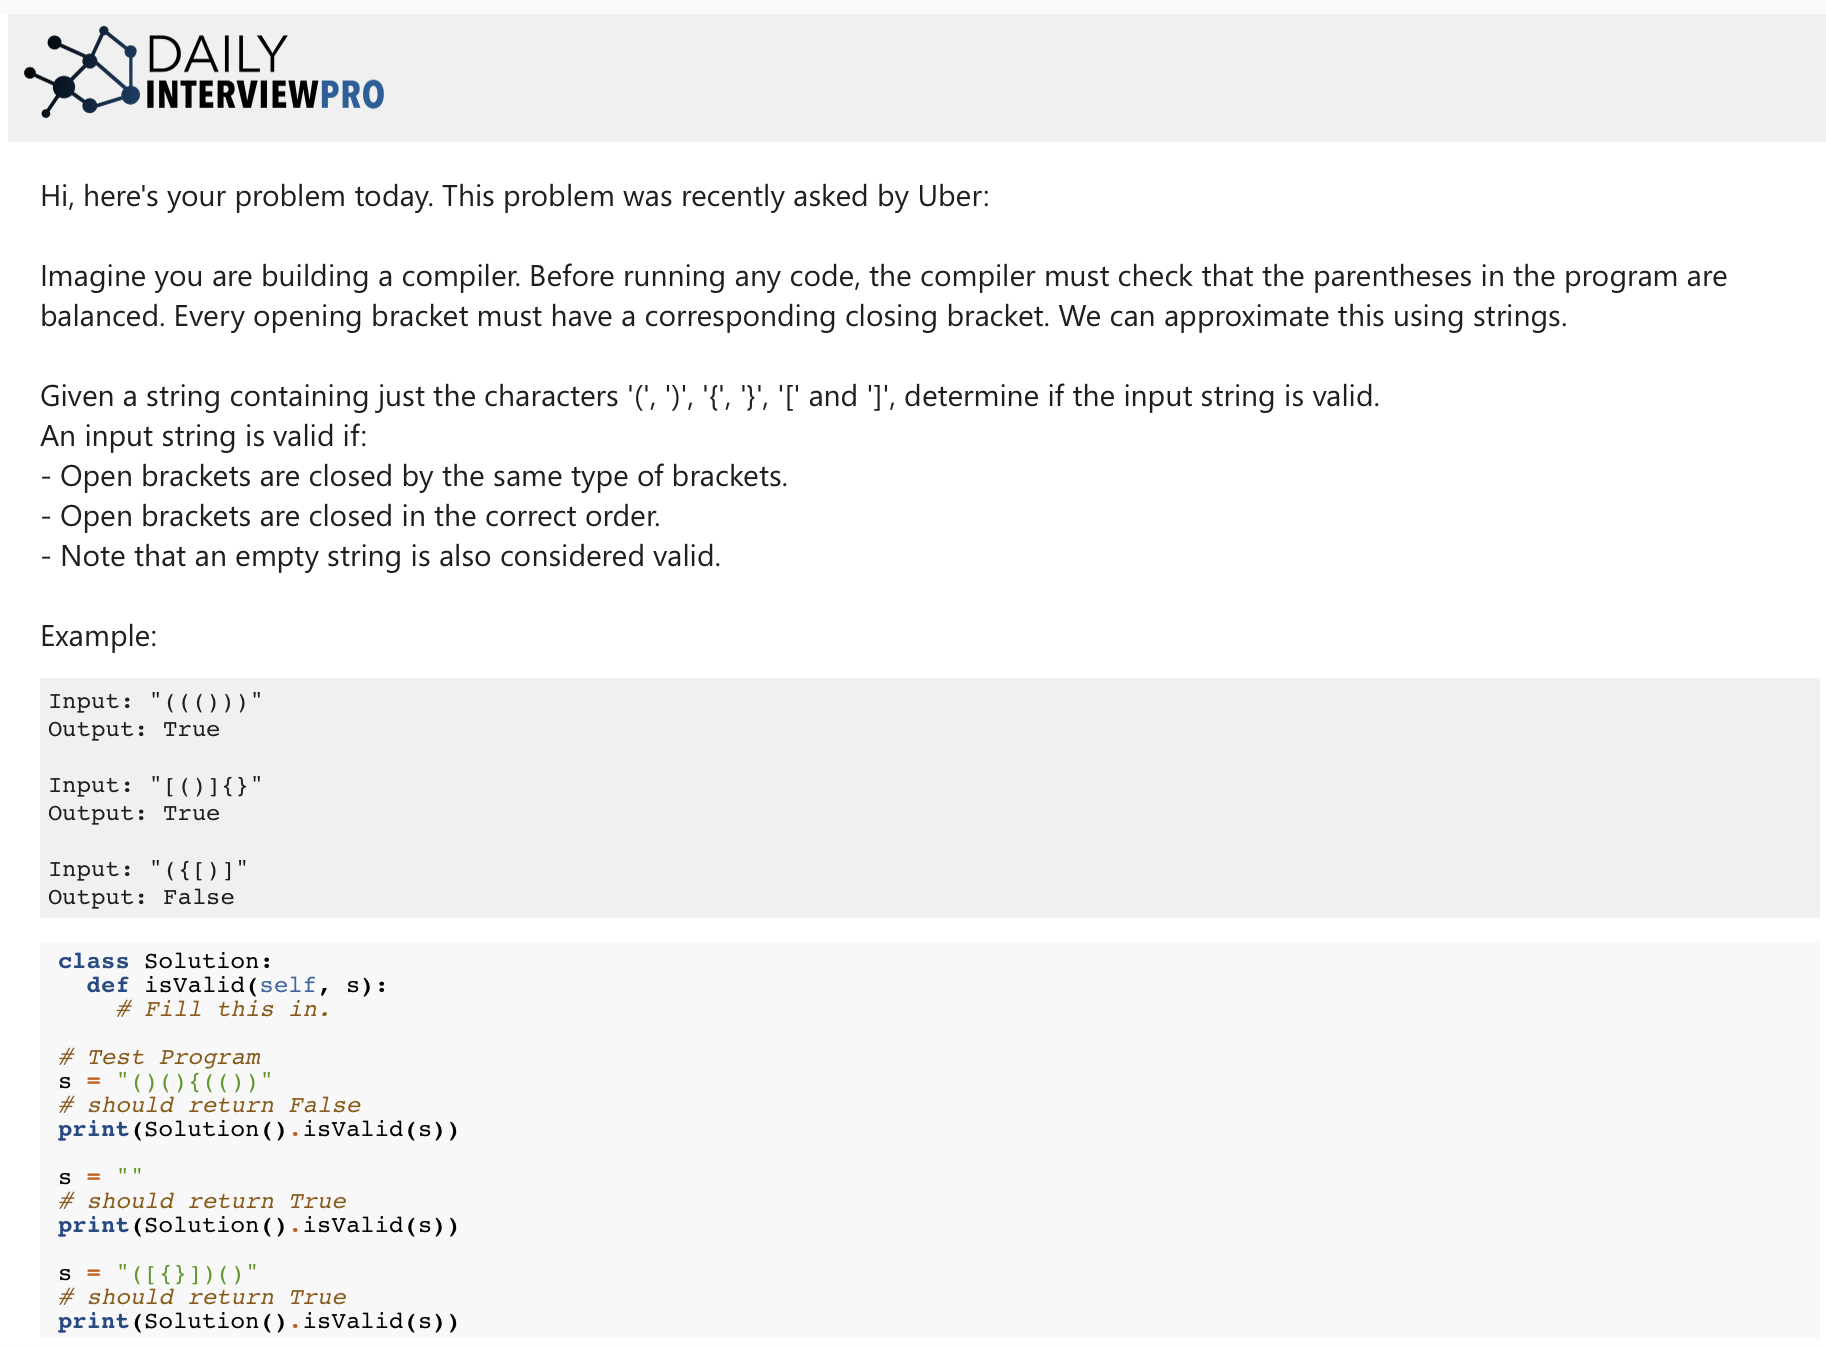 DAILY
INTERVIEWPRO
Hi, here's your problem today. This problem was recently asked by Uber:
Imagine you are building a compiler. Before running any code, the compiler must check that the parentheses in the program are
balanced. Every opening bracket must have a corresponding closing bracket. We can approximate this using strings.
Given a string containing just the characters '(', ')', '{', '}', '[' and ']', determine if the input string is valid.
An input string is valid if:
- Open brackets are closed by the same type of brackets.
- Open brackets are closed in the correct order.
- Note that an empty string is also considered valid.
Example:
Input: "((()))"
Output: True
Input: "[()]{}"
Output: True
Input: "({[)]"
Output: False
class Solution:
  def isValid(self, s):
    # Fill this in.
# Test Program
s = "()(){(())"
# should return False
print(Solution().isValid(s))
s = ""
# should return True
print(Solution().isValid(s))
s = "([{}])()"
# should return True
print(Solution().isValid(s))